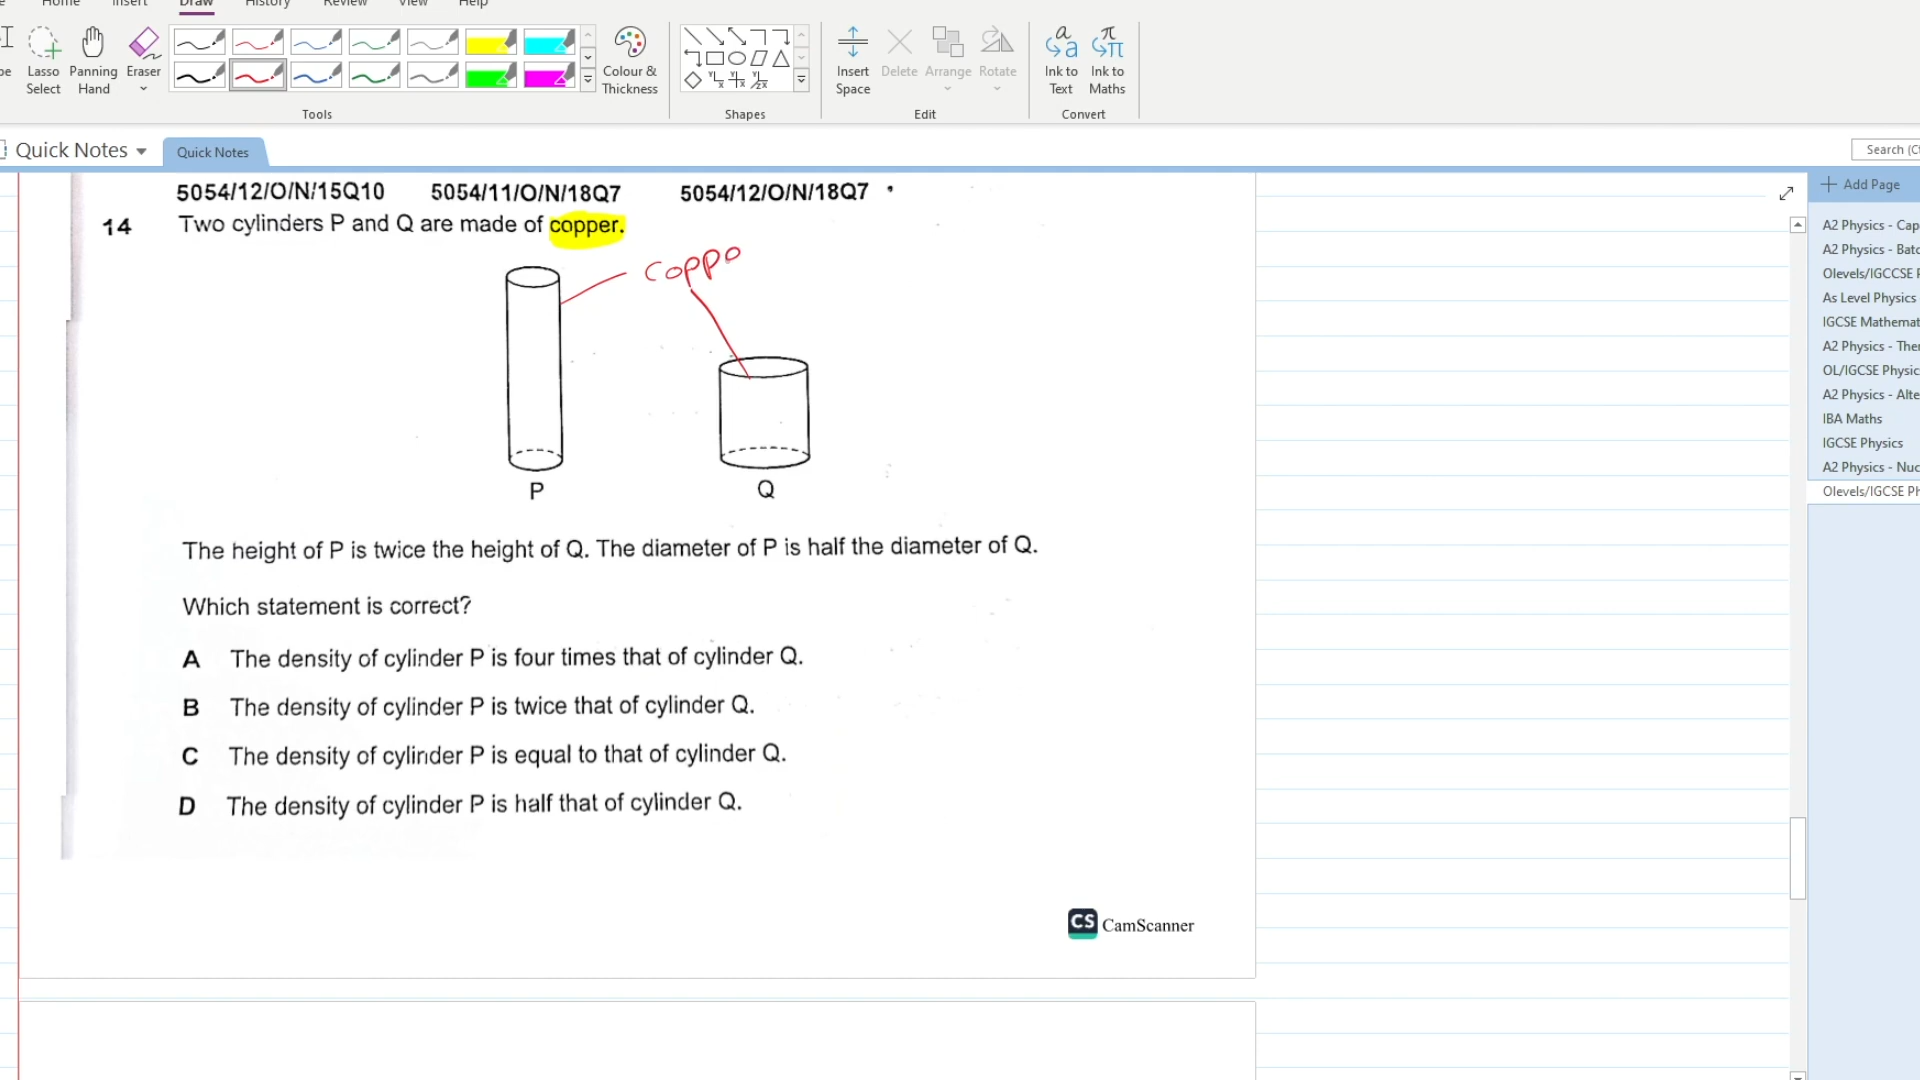 Home Insert Draw History Review View Help
Lasso Select
Panning Hand
Eraser
Colour & Thickness
Insert Space
Delete
Arrange
Rotate
Ink to Text
Ink to Maths
Tools
Shapes
Edit
Convert
Quick Notes
Quick Notes
Search (Ct
Add Page
5054/12/O/N/15Q10 5054/11/O/N/18Q7 5054/12/O/N/18Q7
14 Two cylinders P and Q are made of copper.
Coppo
P
Q
The height of P is twice the height of Q. The diameter of P is half the diameter of Q.
Which statement is correct?
A The density of cylinder P is four times that of cylinder Q.
B The density of cylinder P is twice that of cylinder Q.
C The density of cylinder P is equal to that of cylinder Q.
D The density of cylinder P is half that of cylinder Q.
CS CamScanner
A2 Physics - Cap
A2 Physics - Batc
Olevels/IGCCSE P
As Level Physics
IGCSE Mathemat
A2 Physics - Ther
OL/IGCSE Physic
A2 Physics - Alte
IBA Maths
IGCSE Physics
A2 Physics - Nuc
Olevels/IGCSE Ph